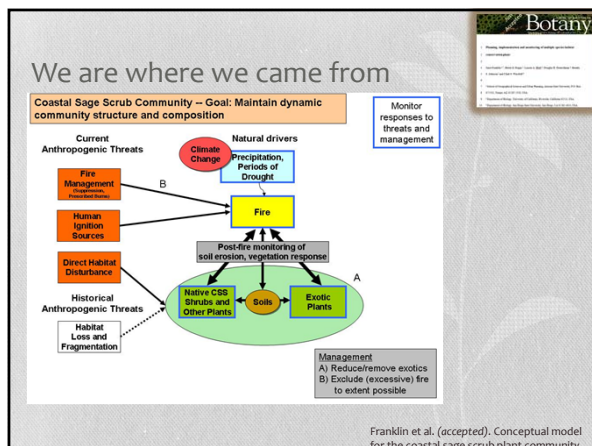 We are where we came from
Botany
Coastal Sage Scrub Community -- Goal: Maintain dynamic
community structure and composition
Monitor
responses to
threats and
management
Current
Anthropogenic Threats
Natural drivers
Climate
Change
Precipitation,
Periods of
Drought
Fire
Management
(Suppression,
Prescribed Burns)
B
Human
Ignition
Sources
Fire
Post-fire monitoring of
soil erosion, vegetation response
Direct Habitat
Disturbance
A
Native CSS
Shrubs and
Other Plants
Soils
Exotic
Plants
Historical
Anthropogenic Threats
Habitat
Loss and
Fragmentation
Management
A) Reduce/remove exotics
B) Exclude (excessive) fire
to extent possible
Franklin et al. (accepted). Conceptual model
for the coastal sage scrub plant community